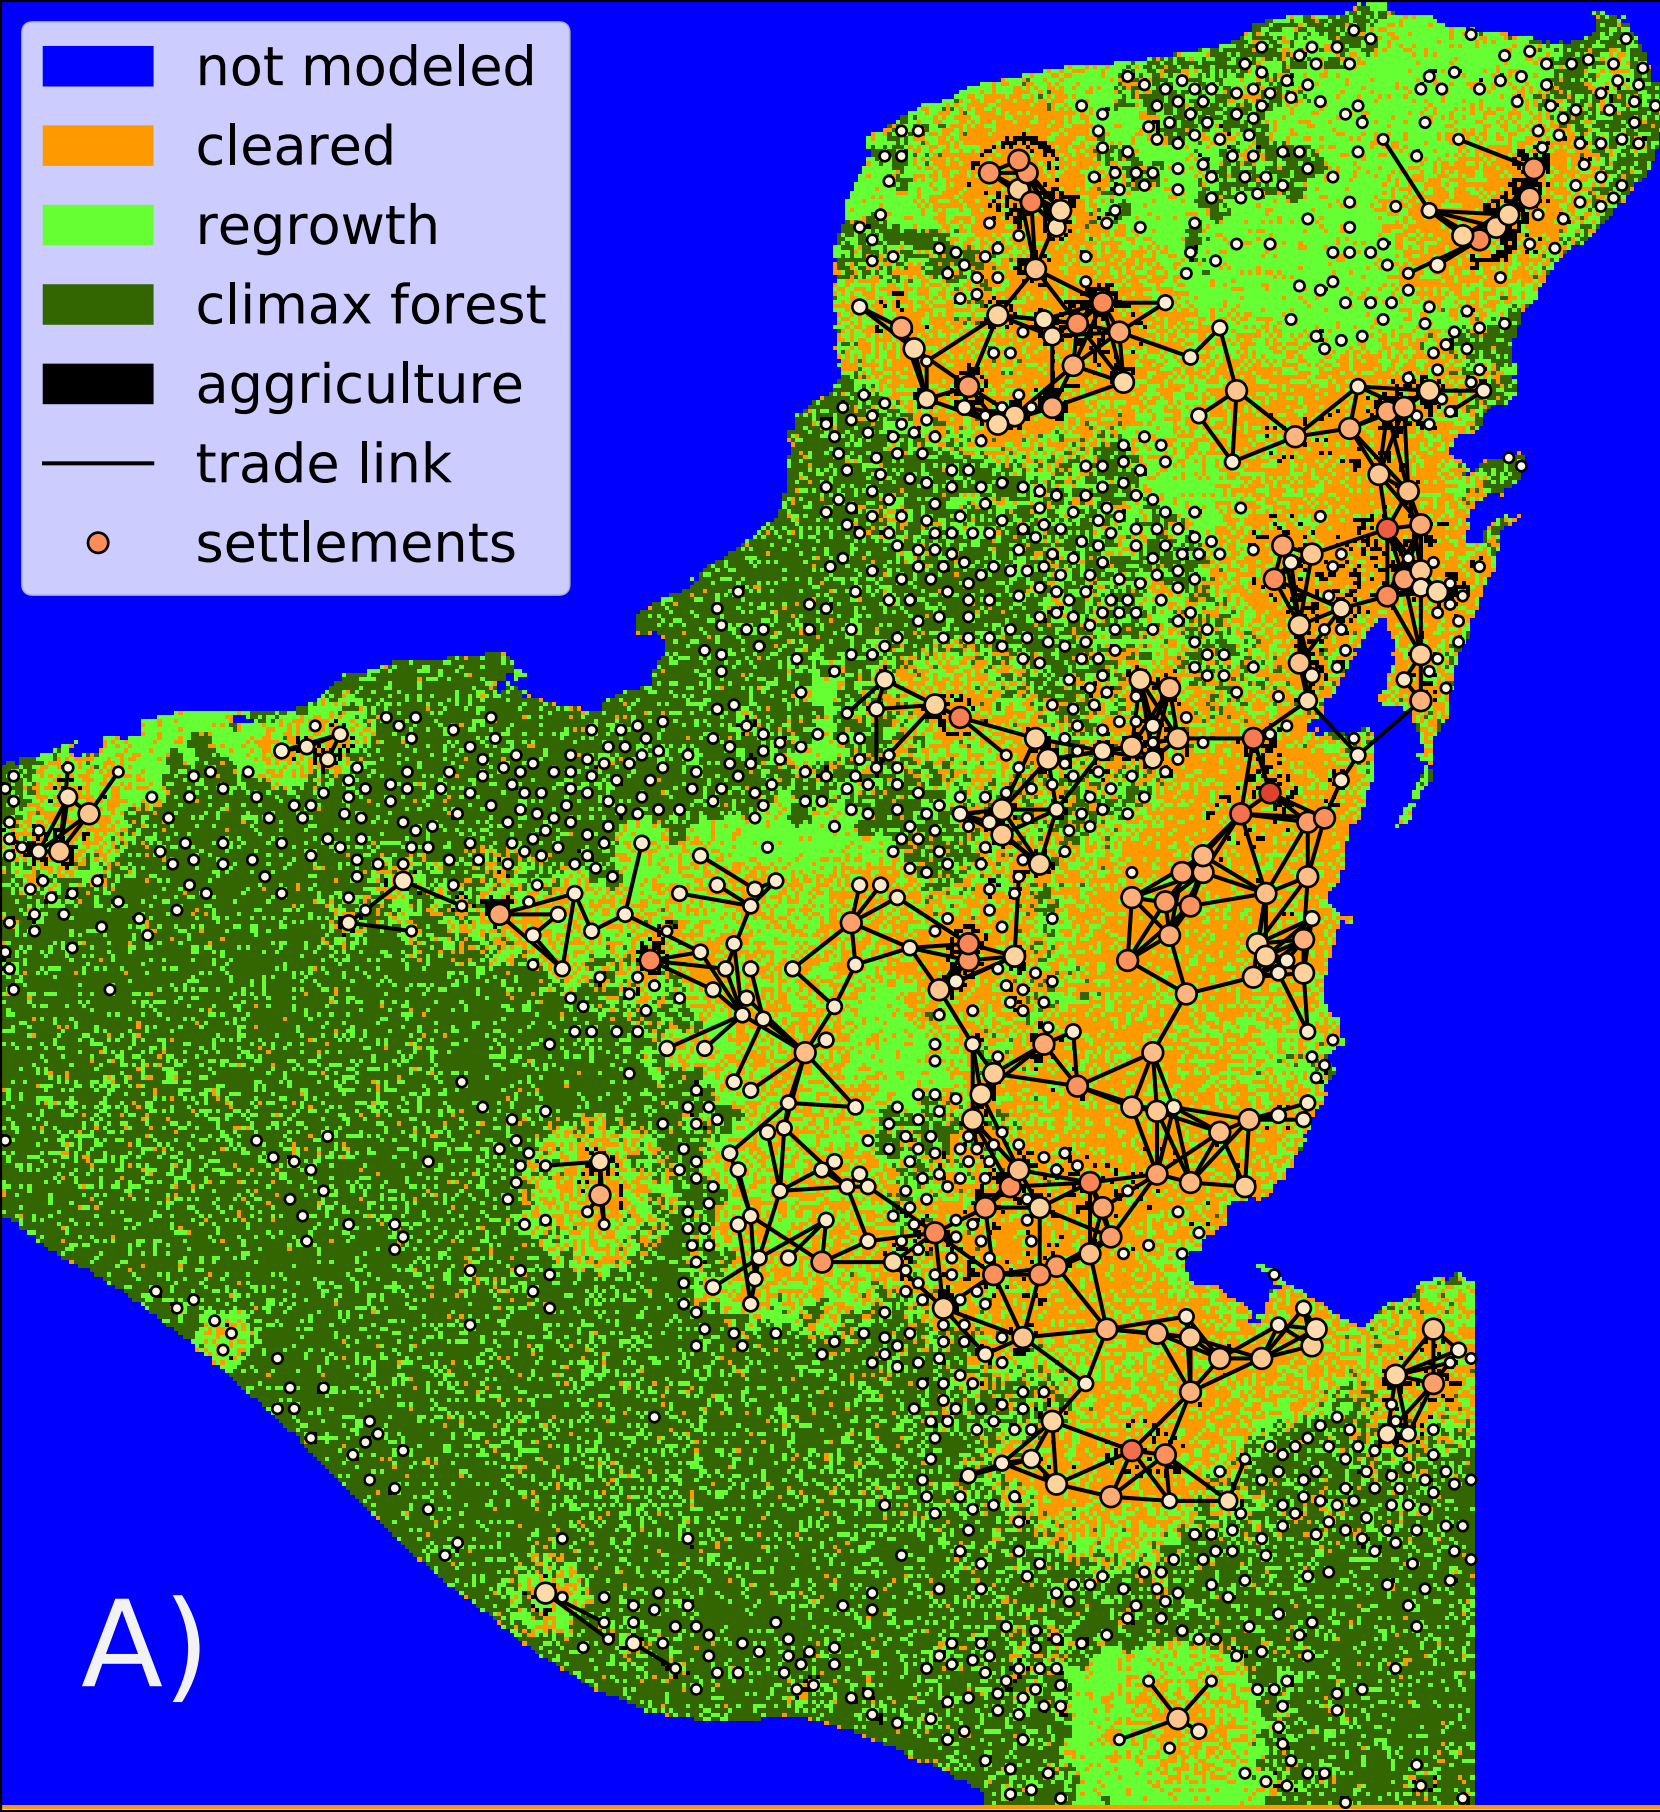 not modeled
cleared
regrowth
climax forest
aggriculture
trade link
settlements
A)